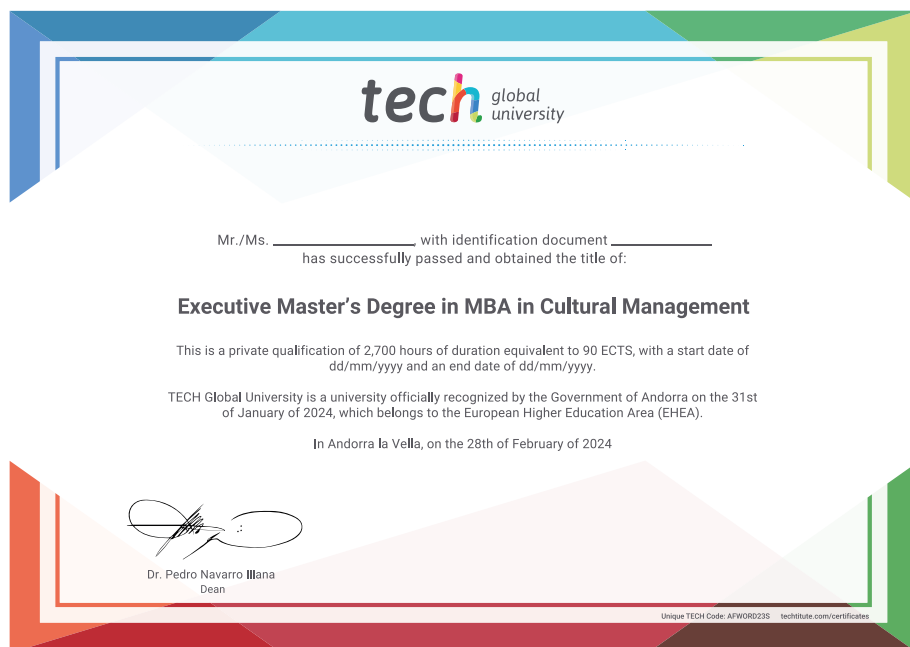 tech global
university
Mr./Ms. ____________, with identification document ____________
has successfully passed and obtained the title of:
Executive Master's Degree in MBA in Cultural Management
This is a private qualification of 2,700 hours of duration equivalent to 90 ECTS, with a start date of
dd/mm/yyyy and an end date of dd/mm/yyyy.
TECH Global University is a university officially recognized by the Government of Andorra on the 31st
of January of 2024, which belongs to the European Higher Education Area (EHEA).
In Andorra la Vella, on the 28th of February of 2024
Dr. Pedro Navarro Illana
Dean
Unique TECH Code: AFWORD23S techtitute.com/certificates